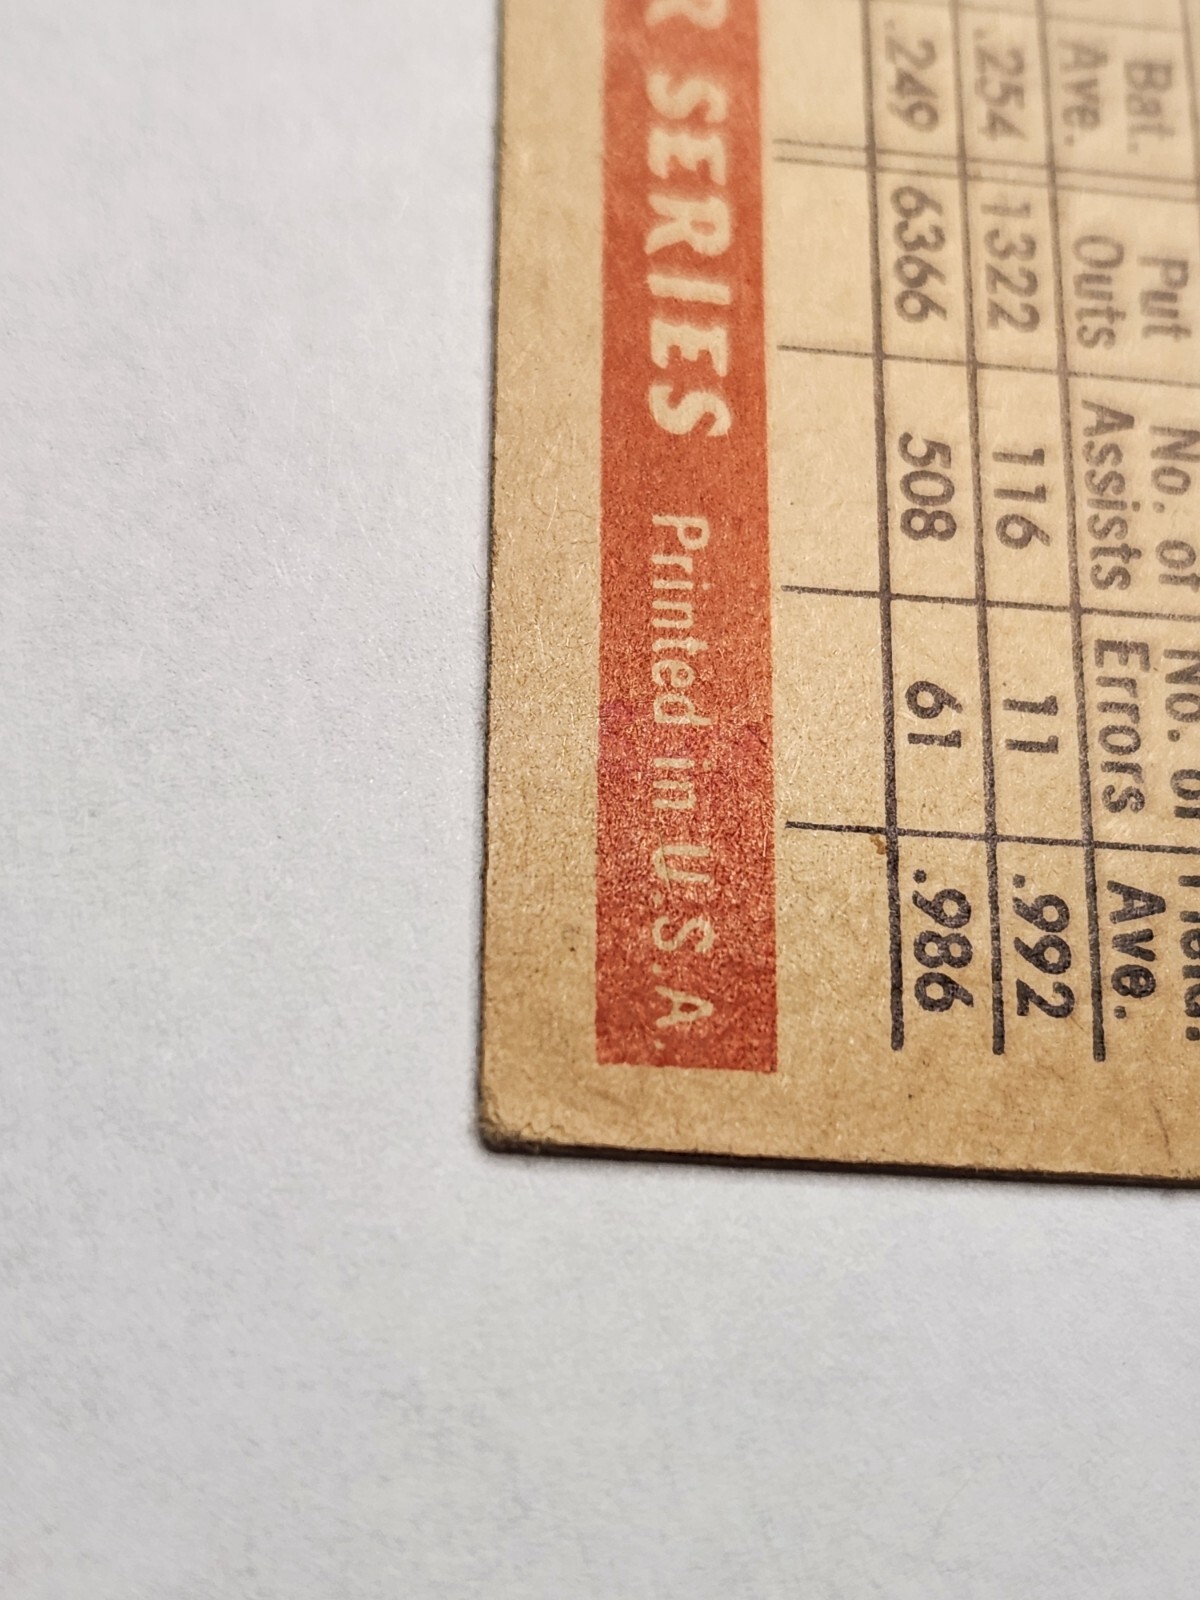 Bat. Put No. of No. of
Ave. Outs Assists Errors Ave.
.254 1322 116 11 .992
.249 6366 508 61 .986
R SERIES Printed in U.S.A.